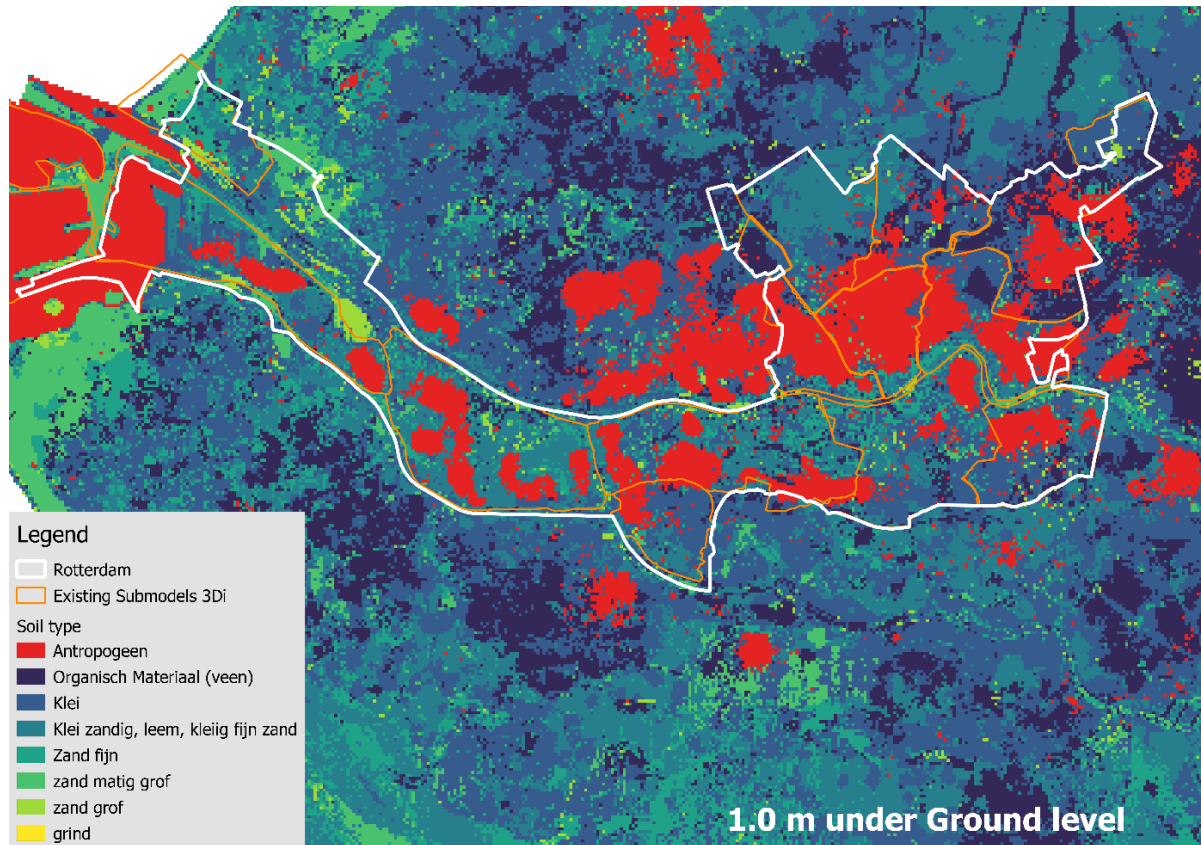 Legend
Rotterdam
Existing Submodels 3Di
Soil type
Antropogeen
Organisch Materiaal (veen)
Klei
Klei zandig, leem, kleiig fijn zand
Zand fijn
zand matig grof
zand grof
grind
1.0 m under Ground level